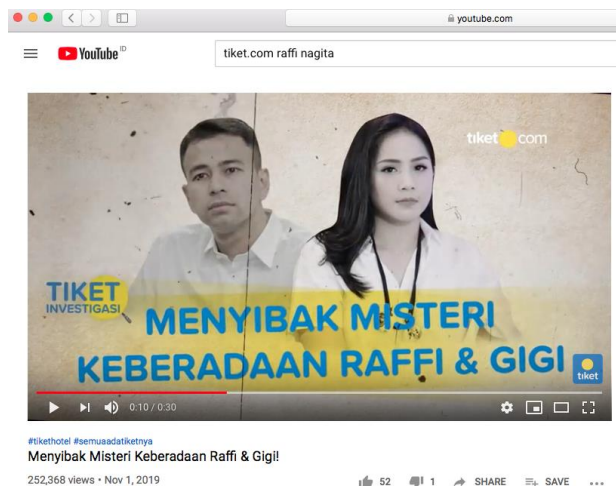 youtube.com
YouTube ID
tiket.com raffi nagita
tiket com
TIKET
INVESTIGASI
MENYIBAK MISTERI
KEBERADAAN RAFFI & GIGI
tiket
0:10 / 0:30
#tikethotel #semuaadatiketnya
Menyibak Misteri Keberadaan Raffi & Gigi!
252,368 views • Nov 1, 2019
52
1
SHARE
SAVE